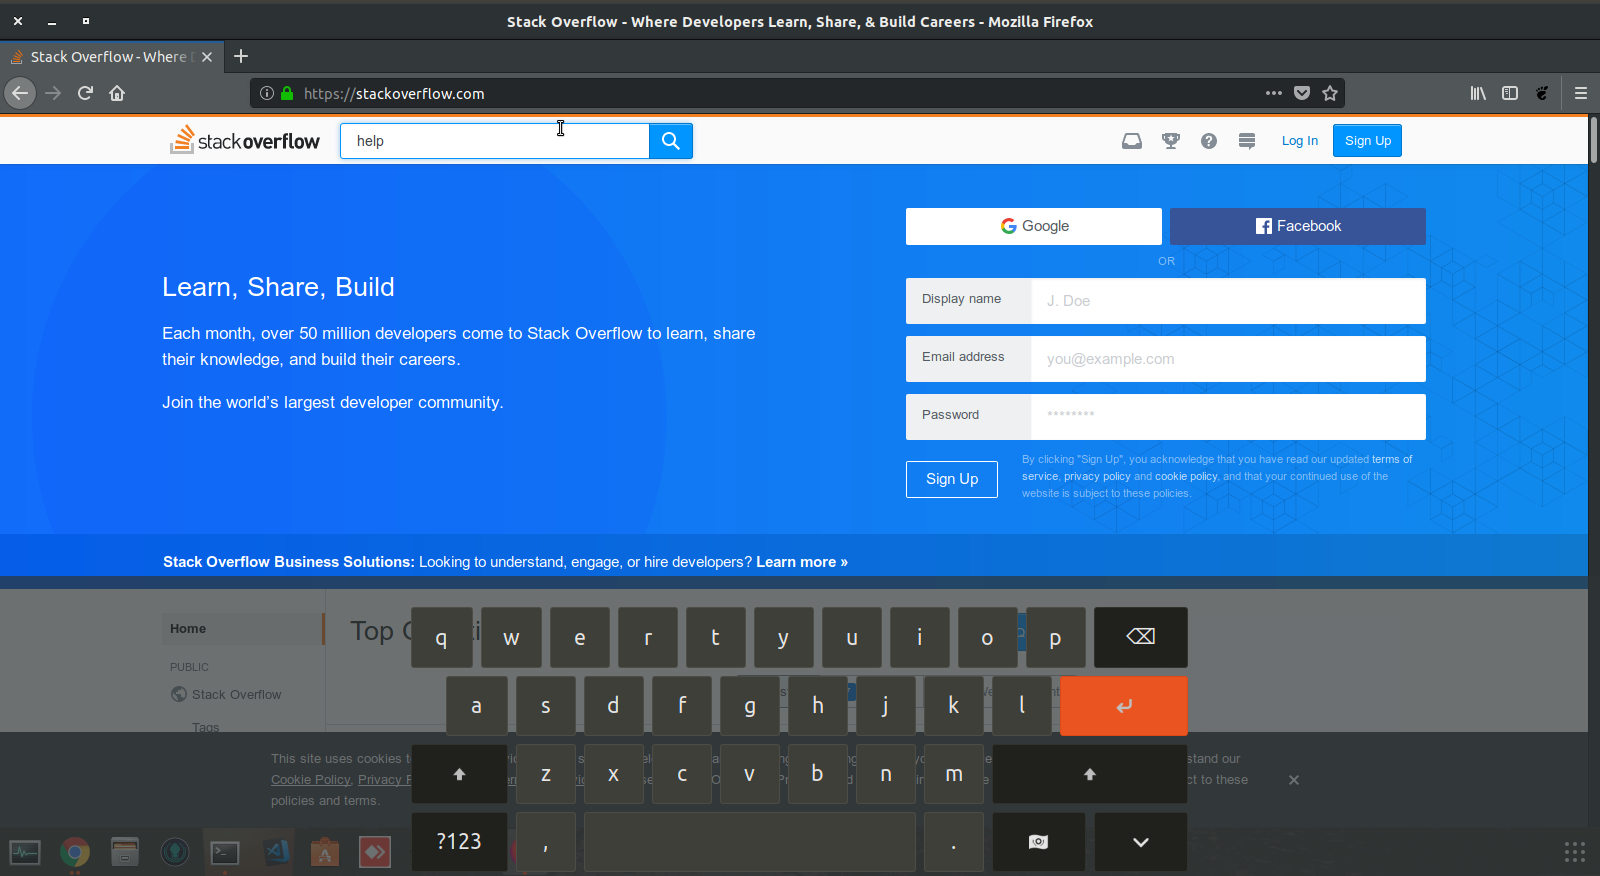 Stack Overflow - Where Developers Learn, Share, & Build Careers - Mozilla Firefox
Stack Overflow - Where
https://stackoverflow.com
stackoverflow
help
Log In
Sign Up
Google
Facebook
OR
Learn, Share, Build
Each month, over 50 million developers come to Stack Overflow to learn, share
their knowledge, and build their careers.
Join the world's largest developer community.
Display name
J. Doe
Email address
you@example.com
Password
Sign Up
By clicking "Sign Up", you acknowledge that you have read our updated terms of
service, privacy policy and cookie policy, and that your continued use of the
website is subject to these policies.
Stack Overflow Business Solutions: Looking to understand, engage, or hire developers? Learn more »
Home
Top
PUBLIC
Stack Overflow
Tags
q w e r t y u i o p
a s d f g h j k l
z x c v b n m
?123 , .
This site uses cookies
Cookie Policy, Privacy
policies and terms.
stand our
to these